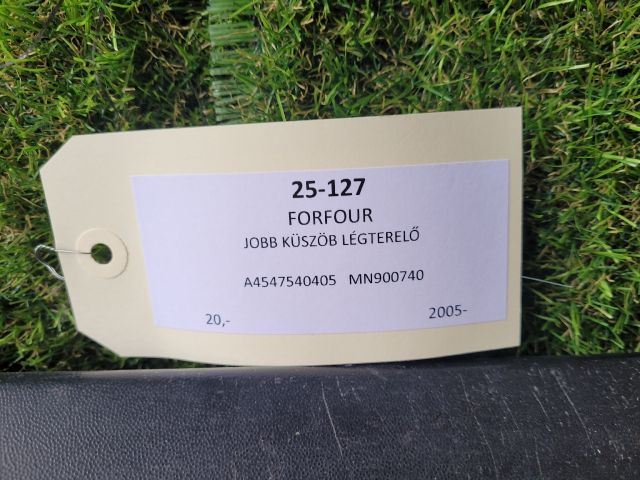 25-127
FORFOUR
JOBB KÜSZÖB LÉGTERELŐ
A4547540405 MN900740
20,- 2005-